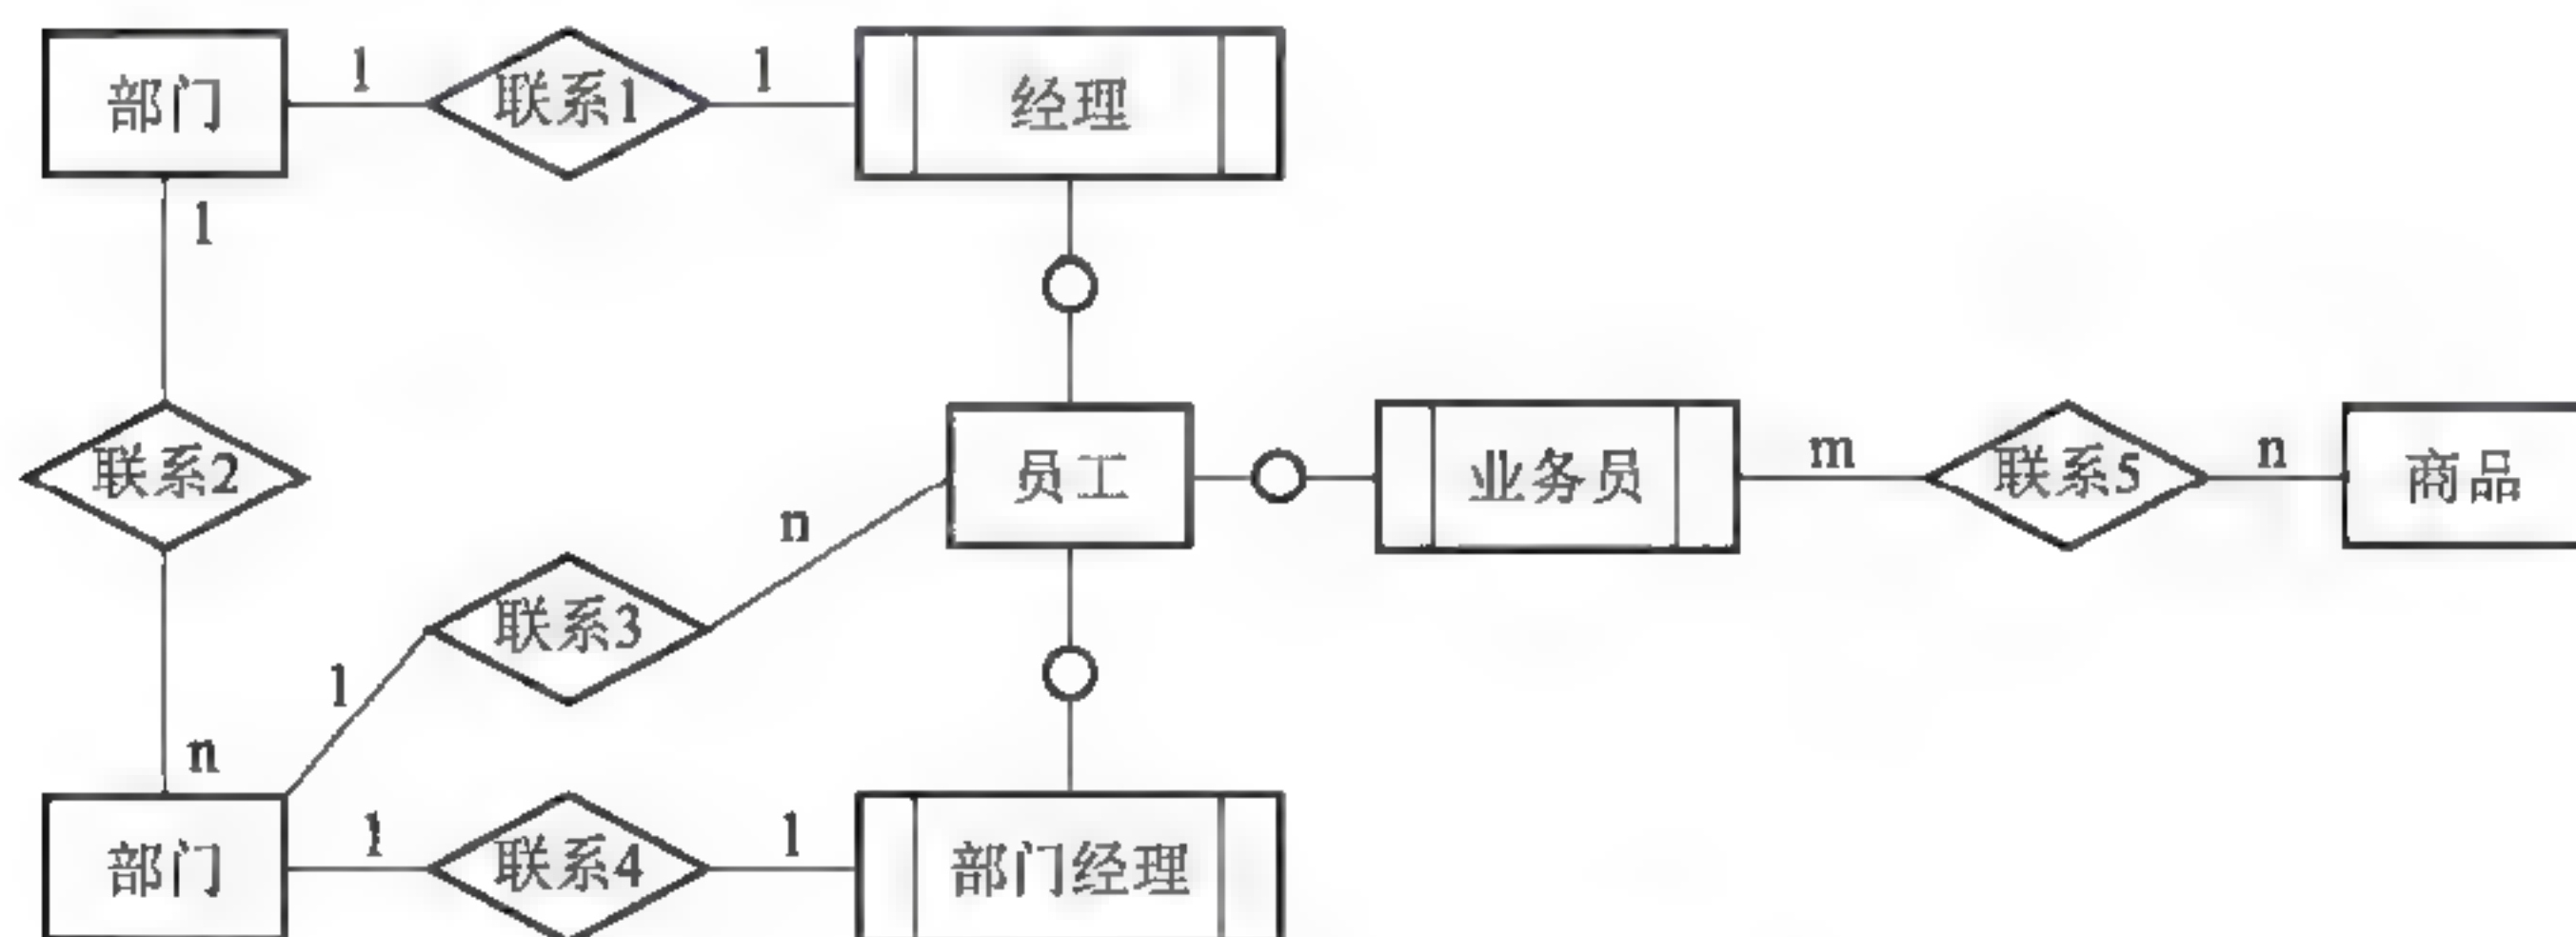 部门 1 联系1 1 经理
1
联系2 员工 业务员 m 联系5 n 商品
n
联系3
1
n
部门 1 联系4 1 部门经理